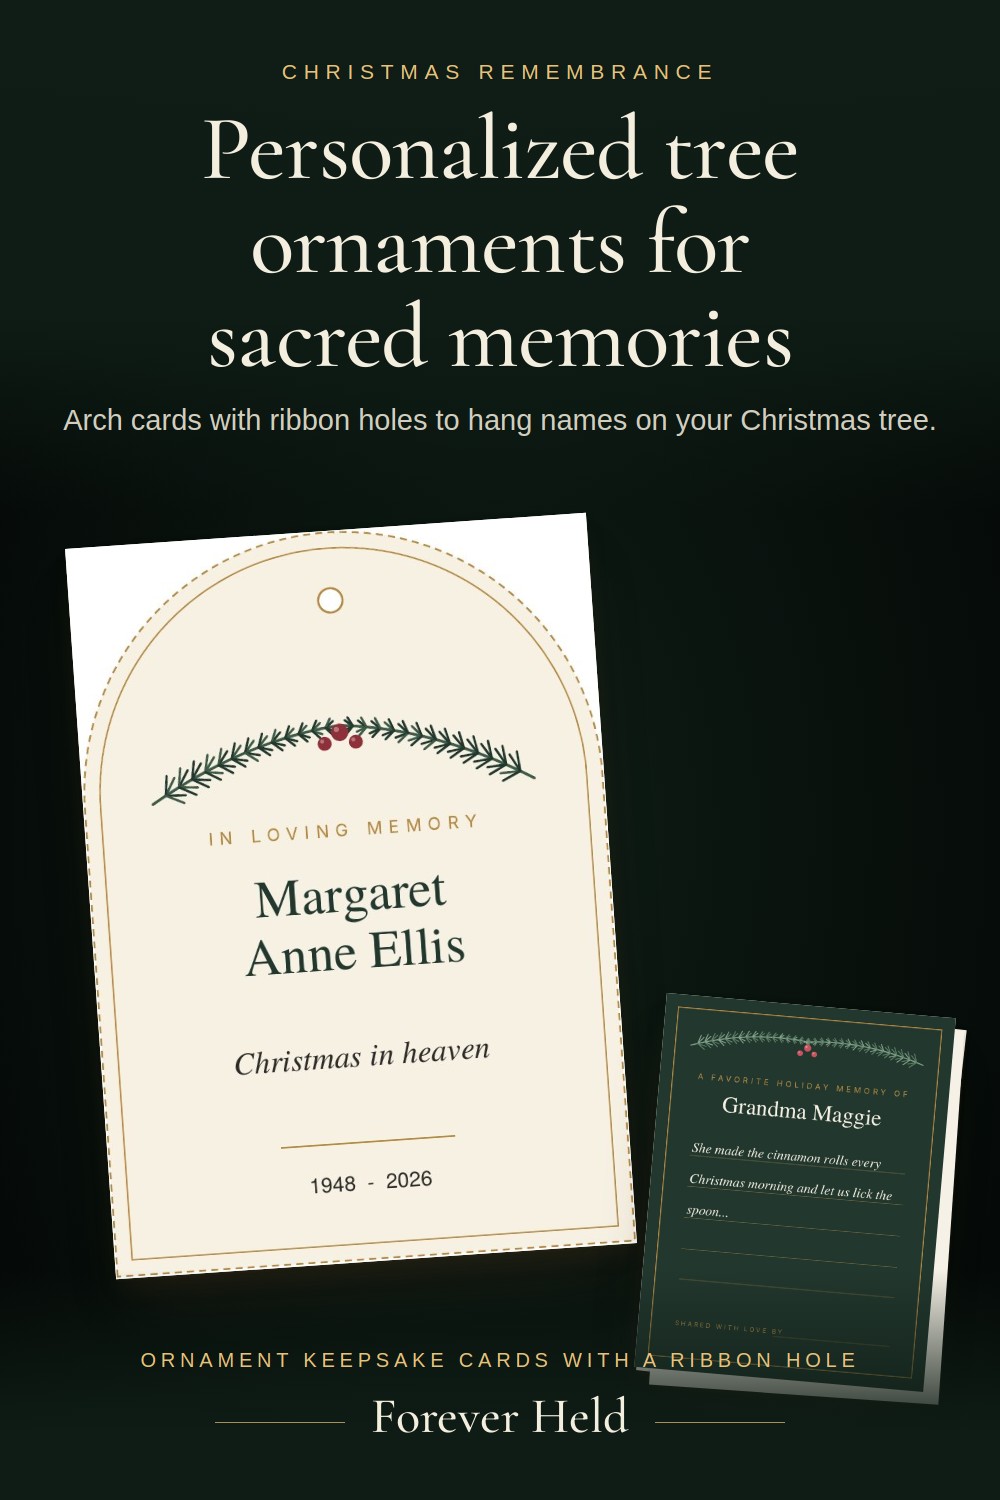 CHRISTMAS REMEMBRANCE
Personalized tree
ornaments for
sacred memories
Arch cards with ribbon holes to hang names on your Christmas tree.
IN LOVING MEMORY
Margaret
Anne Ellis
Christmas in heaven
1948 - 2026
A FAVORITE HOLIDAY MEMORY OF
Grandma Maggie
She made the cinnamon rolls every
Christmas morning and let us lick the
spoon...
SHARED WITH LOVE BY
ORNAMENT KEEPSAKE CARDS WITH A RIBBON HOLE
Forever Held